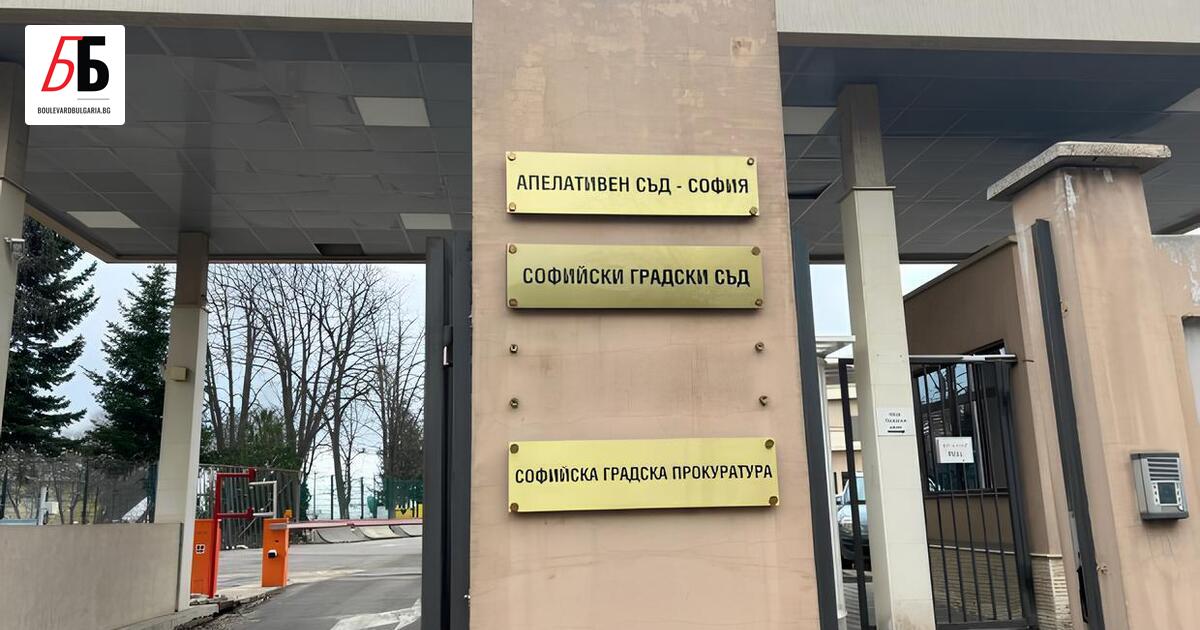 ББ
BOULEVARDBULGARIA.BG
АПЕЛАТИВЕН СЪД - СОФИЯ
СОФИЙСКИ ГРАДСКИ СЪД
СОФИЙСКА ГРАДСКА ПРОКУРАТУРА